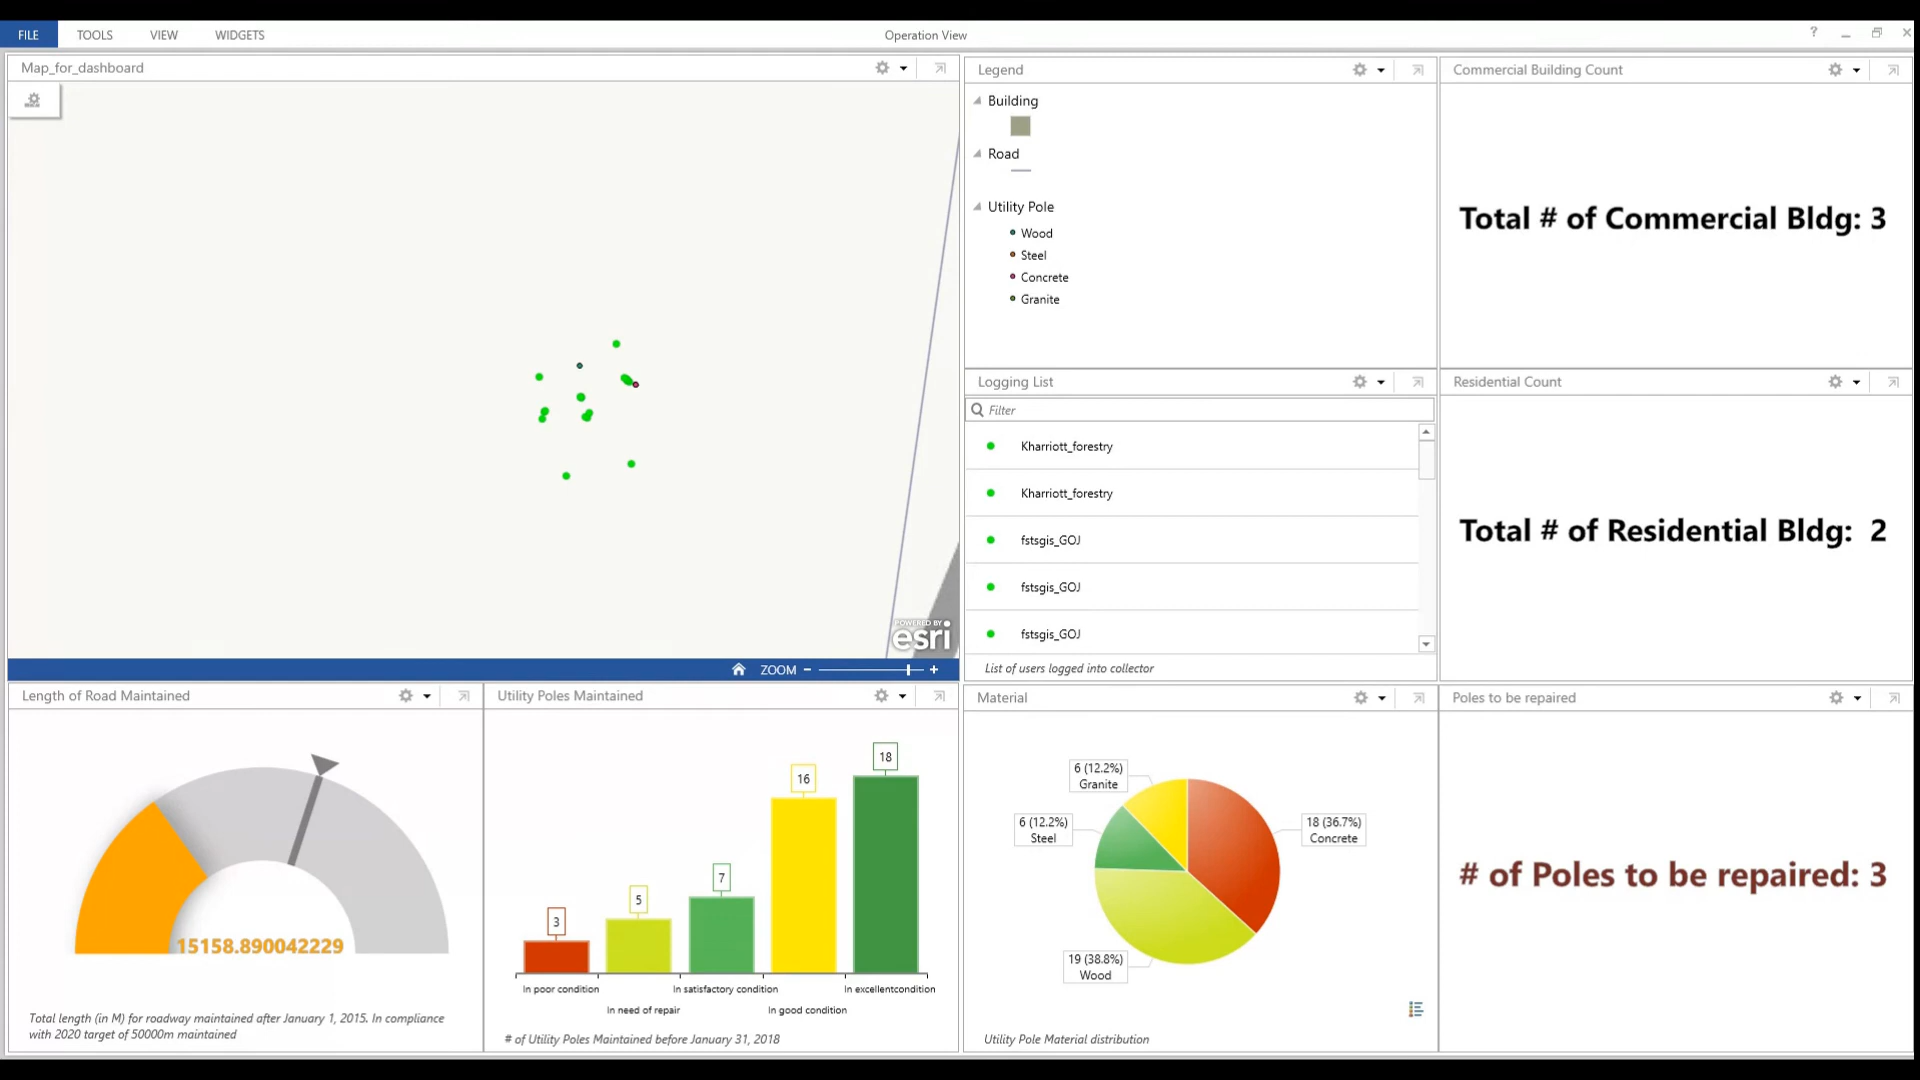 FILE TOOLS VIEW WIDGETS Operation View ?
Map_for_dashboard
POWERED BY
esri
ZOOM
Legend
Building
Road
Utility Pole
Wood
Steel
Concrete
Granite
Commercial Building Count
Total # of Commercial Bldg: 3
Logging List
Filter
Kharriott_forestry
Kharriott_forestry
fstsgis_GOJ
fstsgis_GOJ
fstsgis_GOJ
List of users logged into collector
Residential Count
Total # of Residential Bldg: 2
Length of Road Maintained
15158.890042229
Total length (in M) for roadway maintained after January 1, 2015. In compliance
with 2020 target of 50000m maintained
Utility Poles Maintained
3
5
7
16
18
In poor condition
In need of repair
In satisfactory condition
In good condition
In excellentcondition
# of Utility Poles Maintained before January 31, 2018
Material
6 (12.2%)
Granite
6 (12.2%)
Steel
18 (36.7%)
Concrete
19 (38.8%)
Wood
Utility Pole Material distribution
Poles to be repaired
# of Poles to be repaired: 3